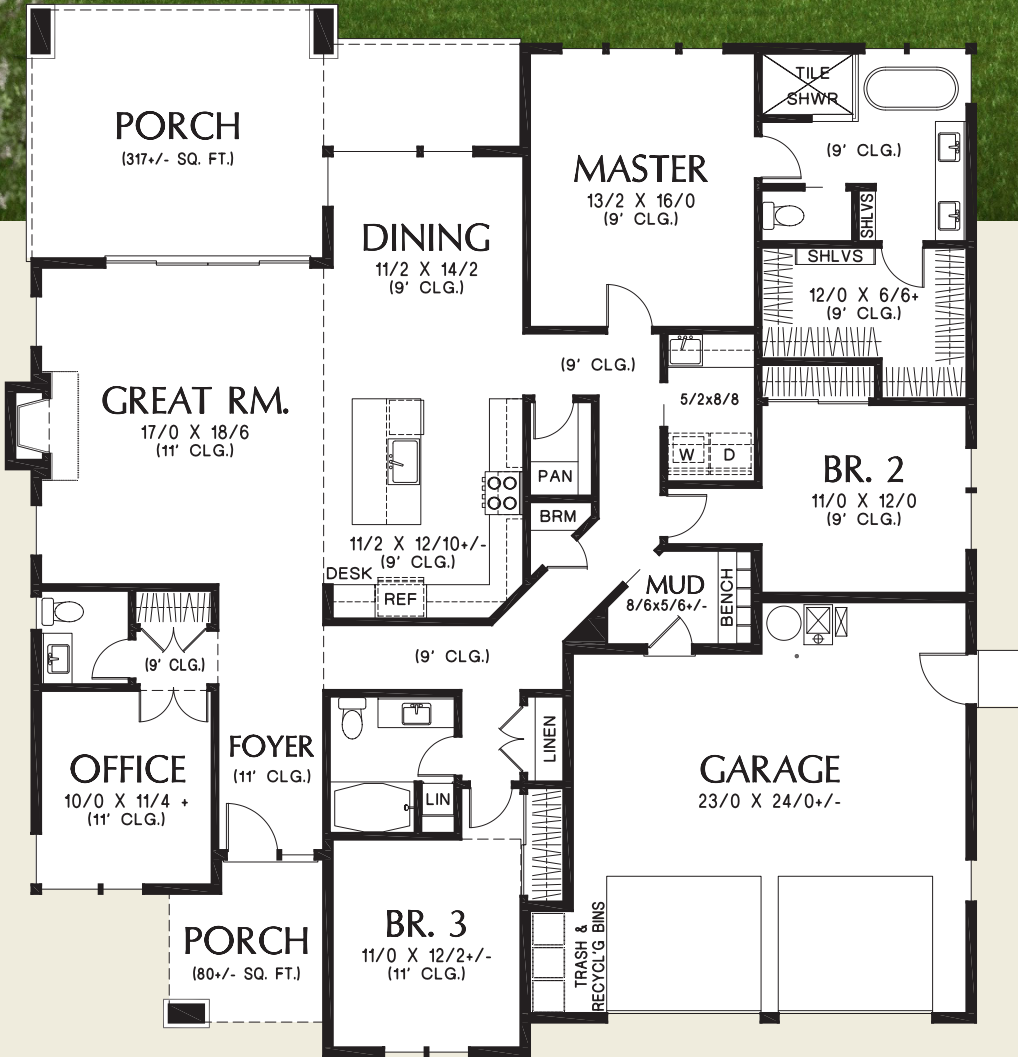 PORCH
(317+/- SQ. FT.)
DINING
11/2 X 14/2
(9' CLG.)
MASTER
13/2 X 16/0
(9' CLG.)
TILE
SHWR
(9' CLG.)
SHLVS
SHLVS
12/0 X 6/6+
(9' CLG.)
(9' CLG.)
GREAT RM.
17/0 X 18/6
(11' CLG.)
5/2x8/8
W
D
PAN
BRM
BR. 2
11/0 X 12/0
(9' CLG.)
11/2 X 12/10+/-
(9' CLG.)
DESK
REF
MUD
8/6x5/6+/-
BENCH
(9' CLG.)
(9' CLG.)
OFFICE
10/0 X 11/4 +
(11' CLG.)
FOYER
(11' CLG.)
LINEN
LIN
GARAGE
23/0 X 24/0+/-
PORCH
(80+/- SQ. FT.)
BR. 3
11/0 X 12/2+/-
(11' CLG.)
TRASH &
RECYCL'G BINS